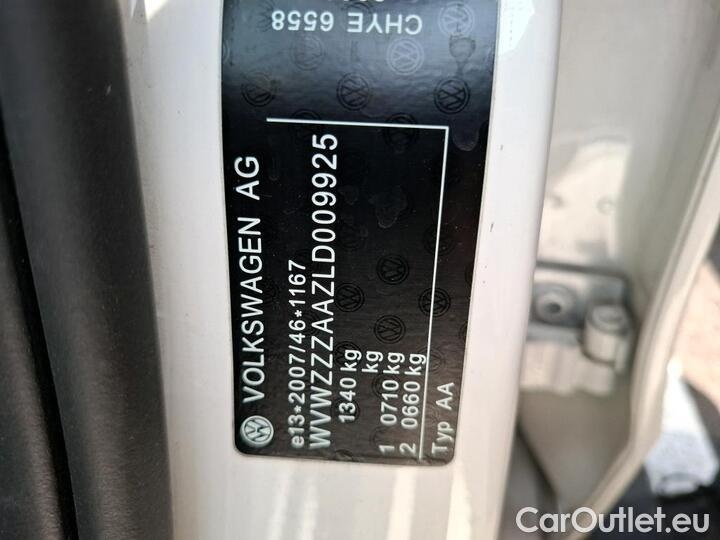 VOLKSWAGEN AG
e13*2007/46*1167
WVWZZZAAZLD009925
1340 kg
kg
1 0710 kg
2 0660 kg
Typ AA
CHYE 6558
CarOutlet.eu